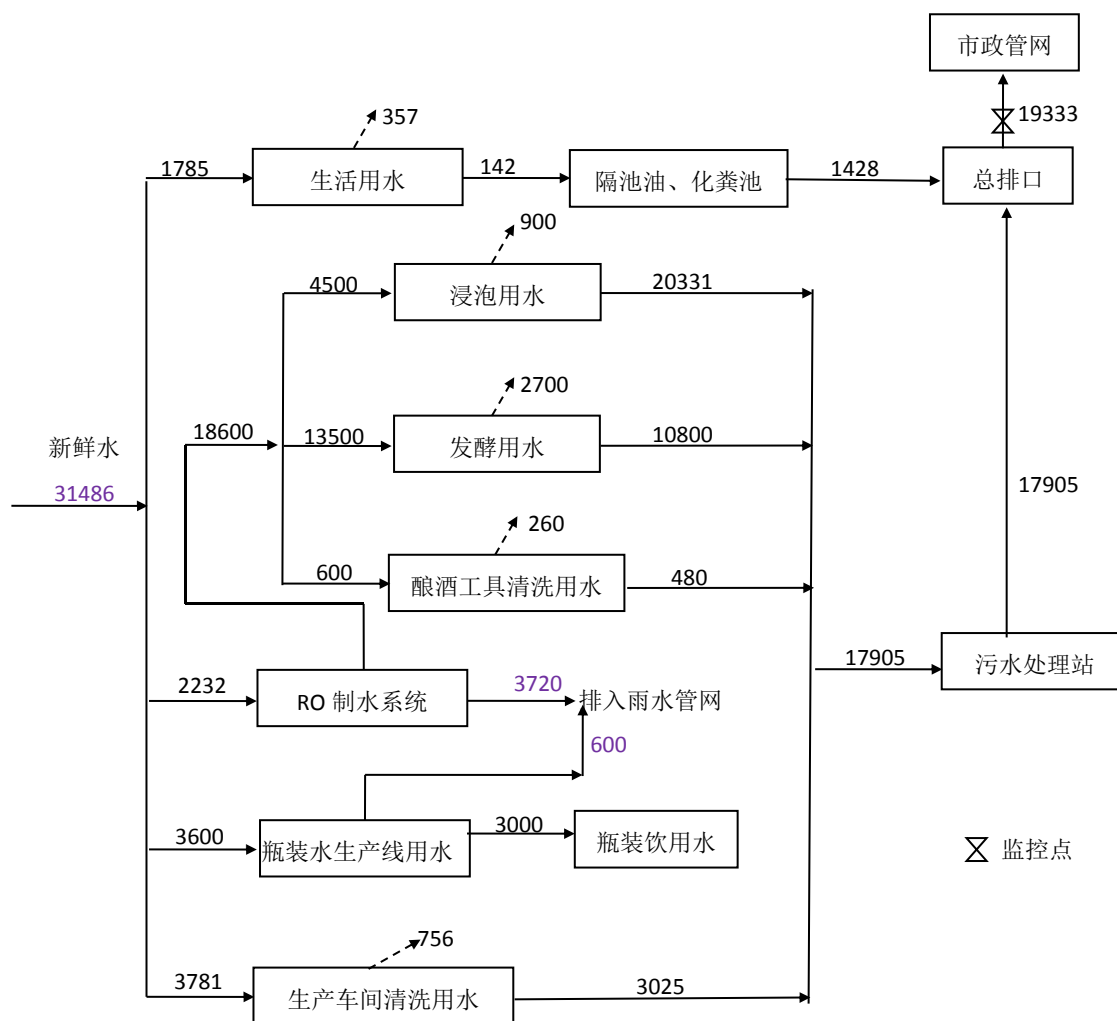 市政管网
19333
357
1785
生活用水
142
隔池油、化粪池
1428
总排口
900
4500
浸泡用水
20331
2700
18600
13500
发酵用水
10800
新鲜水
31486
17905
260
600
酿酒工具清洗用水
480
2232
RO 制水系统
3720
排入雨水管网
17905
污水处理站
600
3600
瓶装水生产线用水
3000
瓶装饮用水
监控点
756
3781
生产车间清洗用水
3025